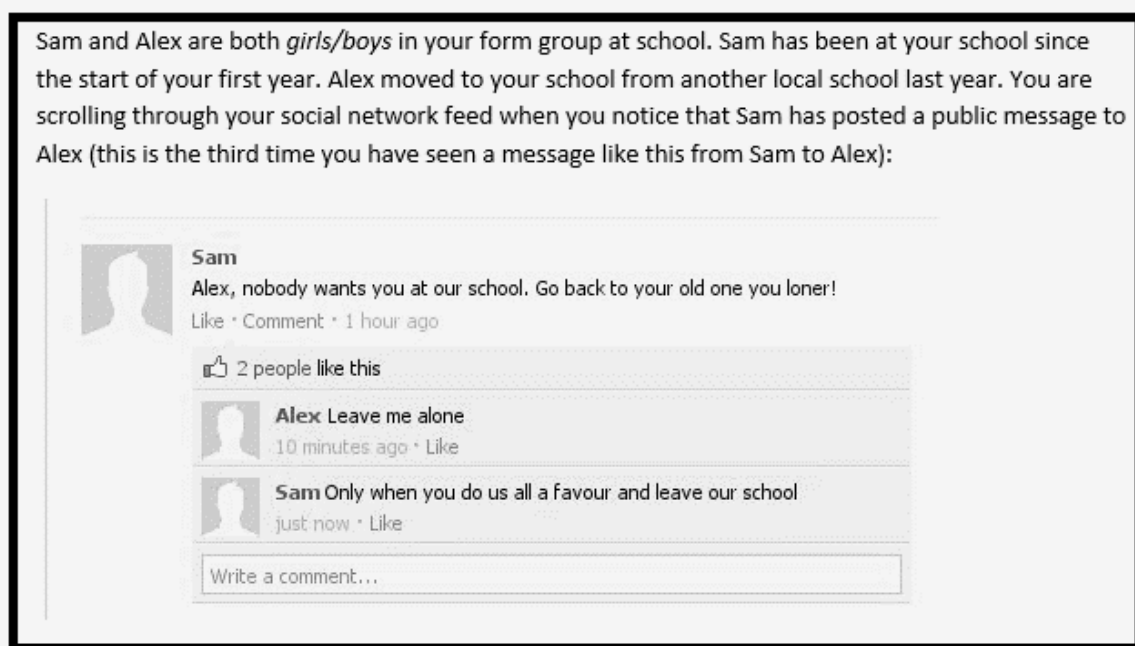 Sam and Alex are both girls/boys in your form group at school. Sam has been at your school since
the start of your first year. Alex moved to your school from another local school last year. You are
scrolling through your social network feed when you notice that Sam has posted a public message to
Alex (this is the third time you have seen a message like this from Sam to Alex):
Sam
Alex, nobody wants you at our school. Go back to your old one you loner!
Like · Comment · 1 hour ago
2 people like this
Alex Leave me alone
10 minutes ago · Like
Sam Only when you do us all a favour and leave our school
just now · Like
Write a comment...